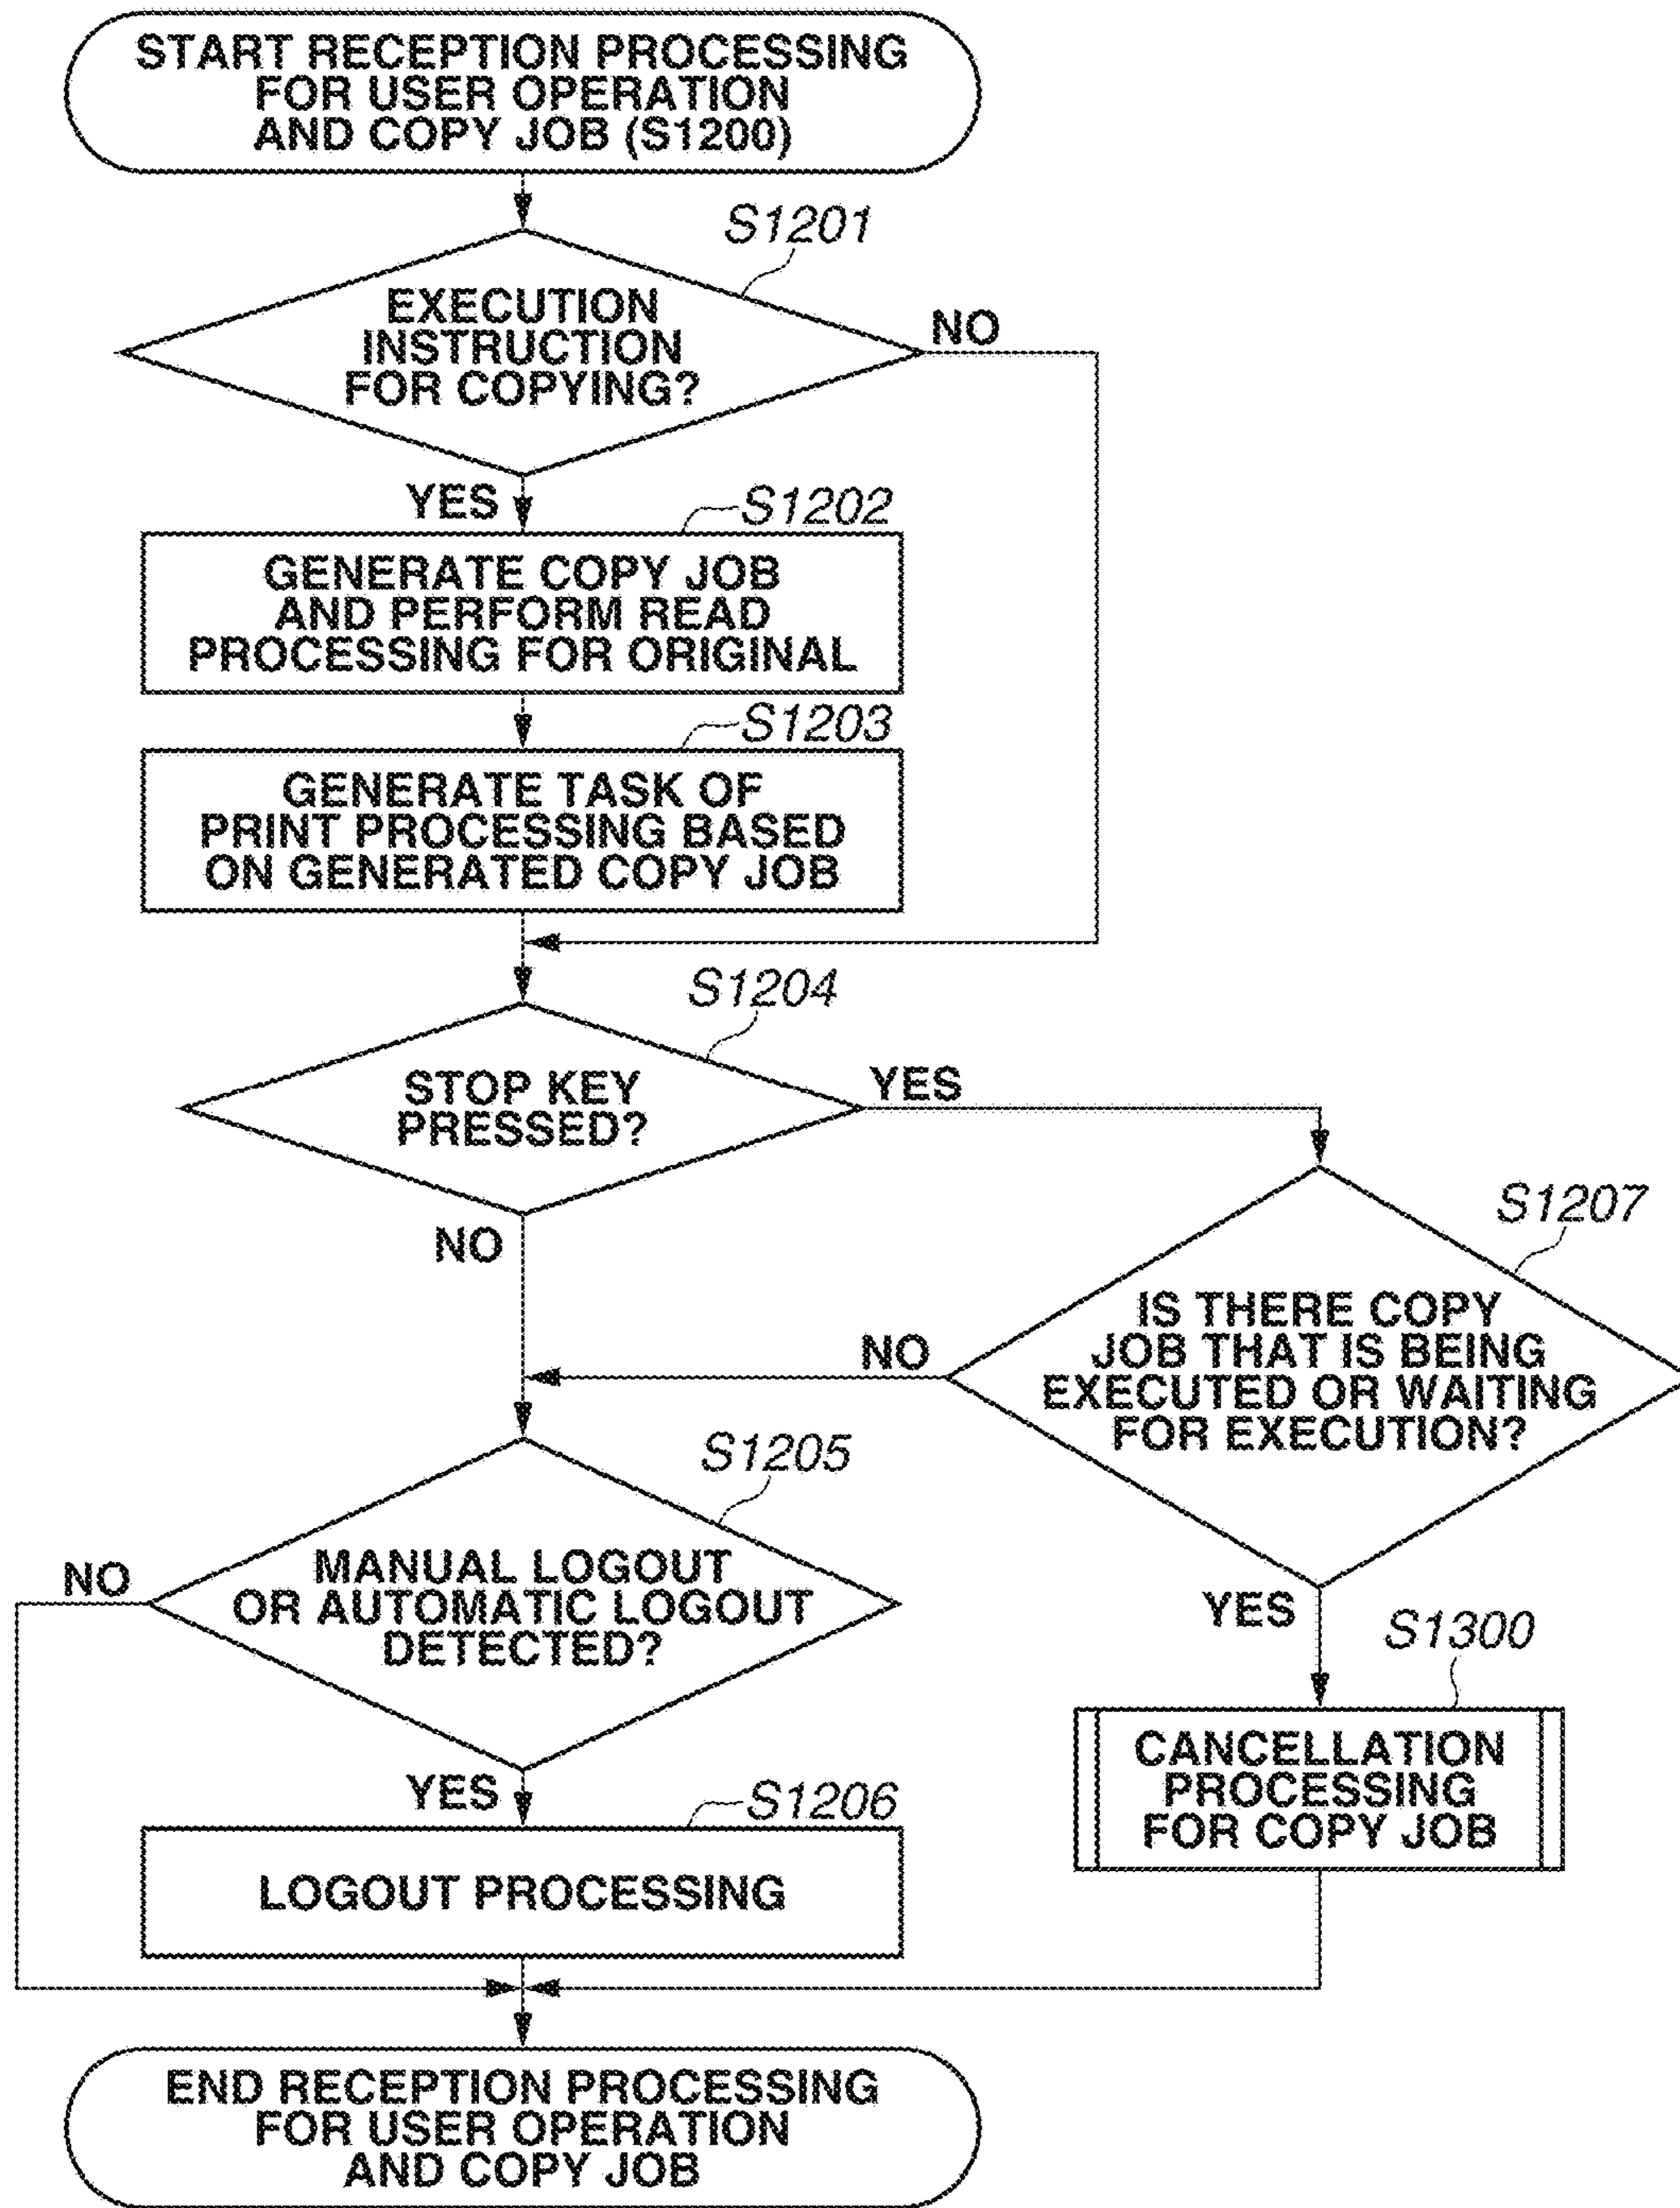 START RECEPTION PROCESSING
FOR USER OPERATION
AND COPY JOB (S1200)
S1201
EXECUTION
INSTRUCTION
FOR COPYING?
NO
YES
S1202
GENERATE COPY JOB
AND PERFORM READ
PROCESSING FOR ORIGINAL
S1203
GENERATE TASK OF
PRINT PROCESSING BASED
ON GENERATED COPY JOB
S1204
STOP KEY
PRESSED?
YES
NO
S1207
IS THERE COPY
JOB THAT IS BEING
EXECUTED OR WAITING
FOR EXECUTION?
NO
YES
S1205
MANUAL LOGOUT
OR AUTOMATIC LOGOUT
DETECTED?
NO
YES
S1206
LOGOUT PROCESSING
S1300
CANCELLATION
PROCESSING
FOR COPY JOB
END RECEPTION PROCESSING
FOR USER OPERATION
AND COPY JOB